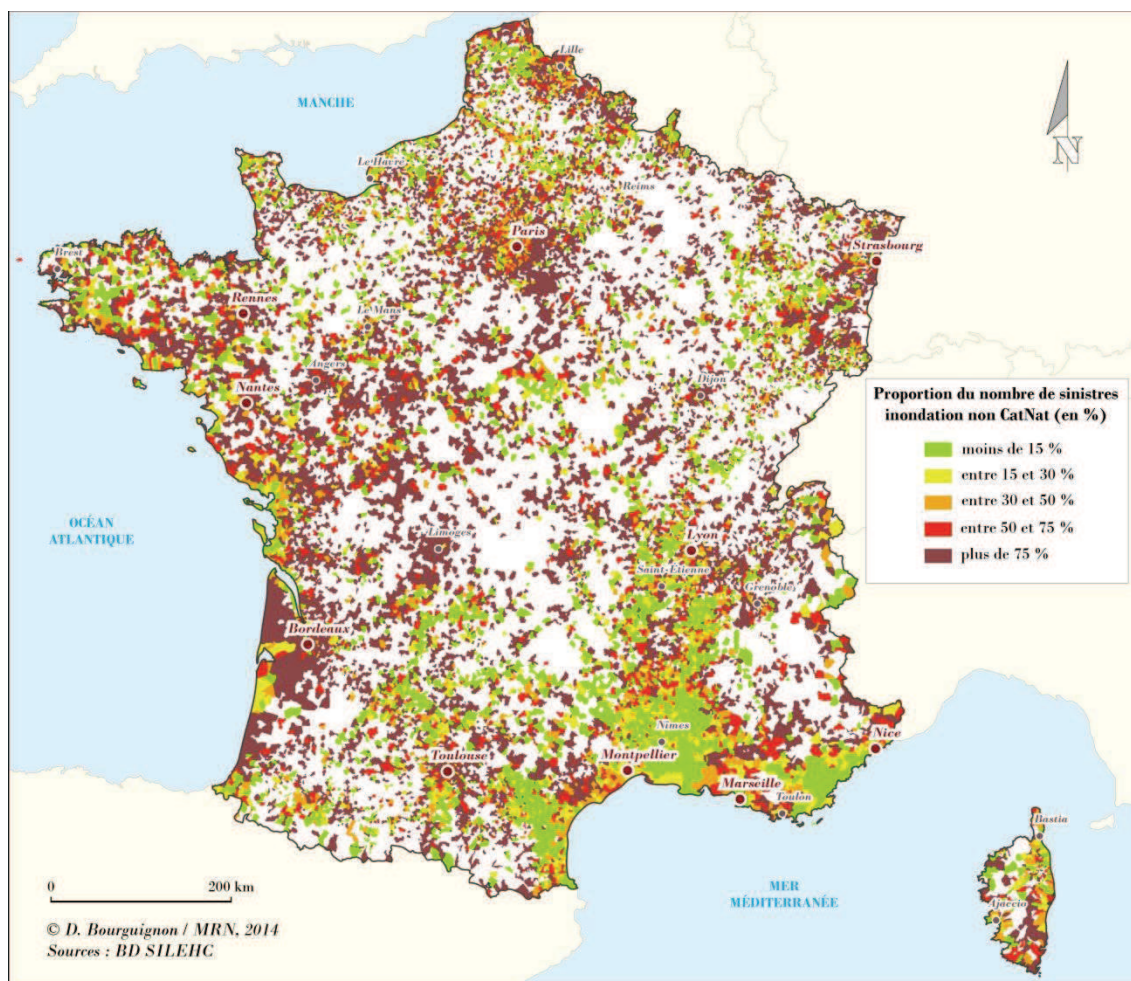 Lille
MANCHE
N
Le Havre
Reims
Paris
Strasbourg
Brest
Rennes
Le Mans
Angers
Dijon
Nantes
Proportion du nombre de sinistres
inondation non CatNat (en %)
moins de 15 %
entre 15 et 30 %
entre 30 et 50 %
entre 50 et 75 %
plus de 75 %
OCÉAN
ATLANTIQUE
Limoges
Lyon
Saint-Étienne
Grenoble
Bordeaux
Nîmes
Nice
Toulouse
Montpellier
Marseille
Toulon
Bastia
Ajaccio
0 200 km
MER
MÉDITERRANÉE
© D. Bourguignon / MRN, 2014
Sources : BD SILEHC